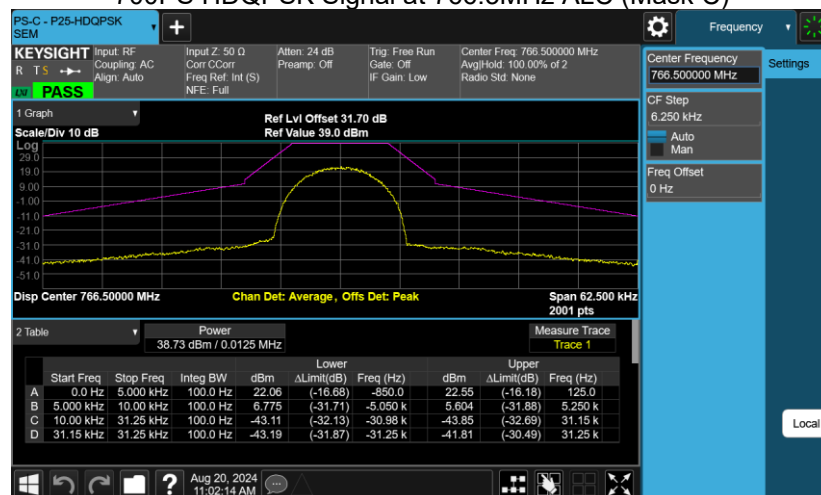 700PS HDQPSK Signal at 766.5MHz ALC (Mask C)
PS-C - P25-HDQPSK
SEM
Frequency
KEYSIGHT
R T S
LXI
PASS
Input: RF
Coupling: AC
Align: Auto
Input Z: 50 Ω
Corr CCorr
Freq Ref: Int (S)
NFE: Full
Atten: 24 dB
Preamp: Off
Trig: Free Run
Gate: Off
IF Gain: Low
Center Freq: 766.500000 MHz
Avg|Hold: 100.00% of 2
Radio Std: None
Center Frequency
766.500000 MHz
Settings
CF Step
6.250 kHz
Auto
Man
Freq Offset
0 Hz
Local
1 Graph
Ref Lvl Offset 31.70 dB
Scale/Div 10 dB
Ref Value 39.0 dBm
Log
29.0
19.0
9.00
-1.00
-11.0
-21.0
-31.0
-41.0
-51.0
Disp Center 766.50000 MHz
Chan Det: Average , Offs Det: Peak
Span 62.500 kHz
2001 pts
2 Table
Power
38.73 dBm / 0.0125 MHz
Measure Trace
Trace 1
Lower Upper
Start Freq Stop Freq Integ BW dBm ΔLimit(dB) Freq (Hz) dBm ΔLimit(dB) Freq (Hz)
A 0.0 Hz 5.000 kHz 100.0 Hz 22.06 (-16.68) -850.0 22.55 (-16.18) 125.0
B 5.000 kHz 10.00 kHz 100.0 Hz 6.775 (-31.71) -5.050 k 5.604 (-31.88) 5.250 k
C 10.00 kHz 31.25 kHz 100.0 Hz -43.11 (-32.13) -30.98 k -43.85 (-32.69) 31.15 k
D 31.15 kHz 31.25 kHz 100.0 Hz -43.19 (-31.87) -31.25 k -41.81 (-30.49) 31.25 k
?
Aug 20, 2024
11:02:14 AM